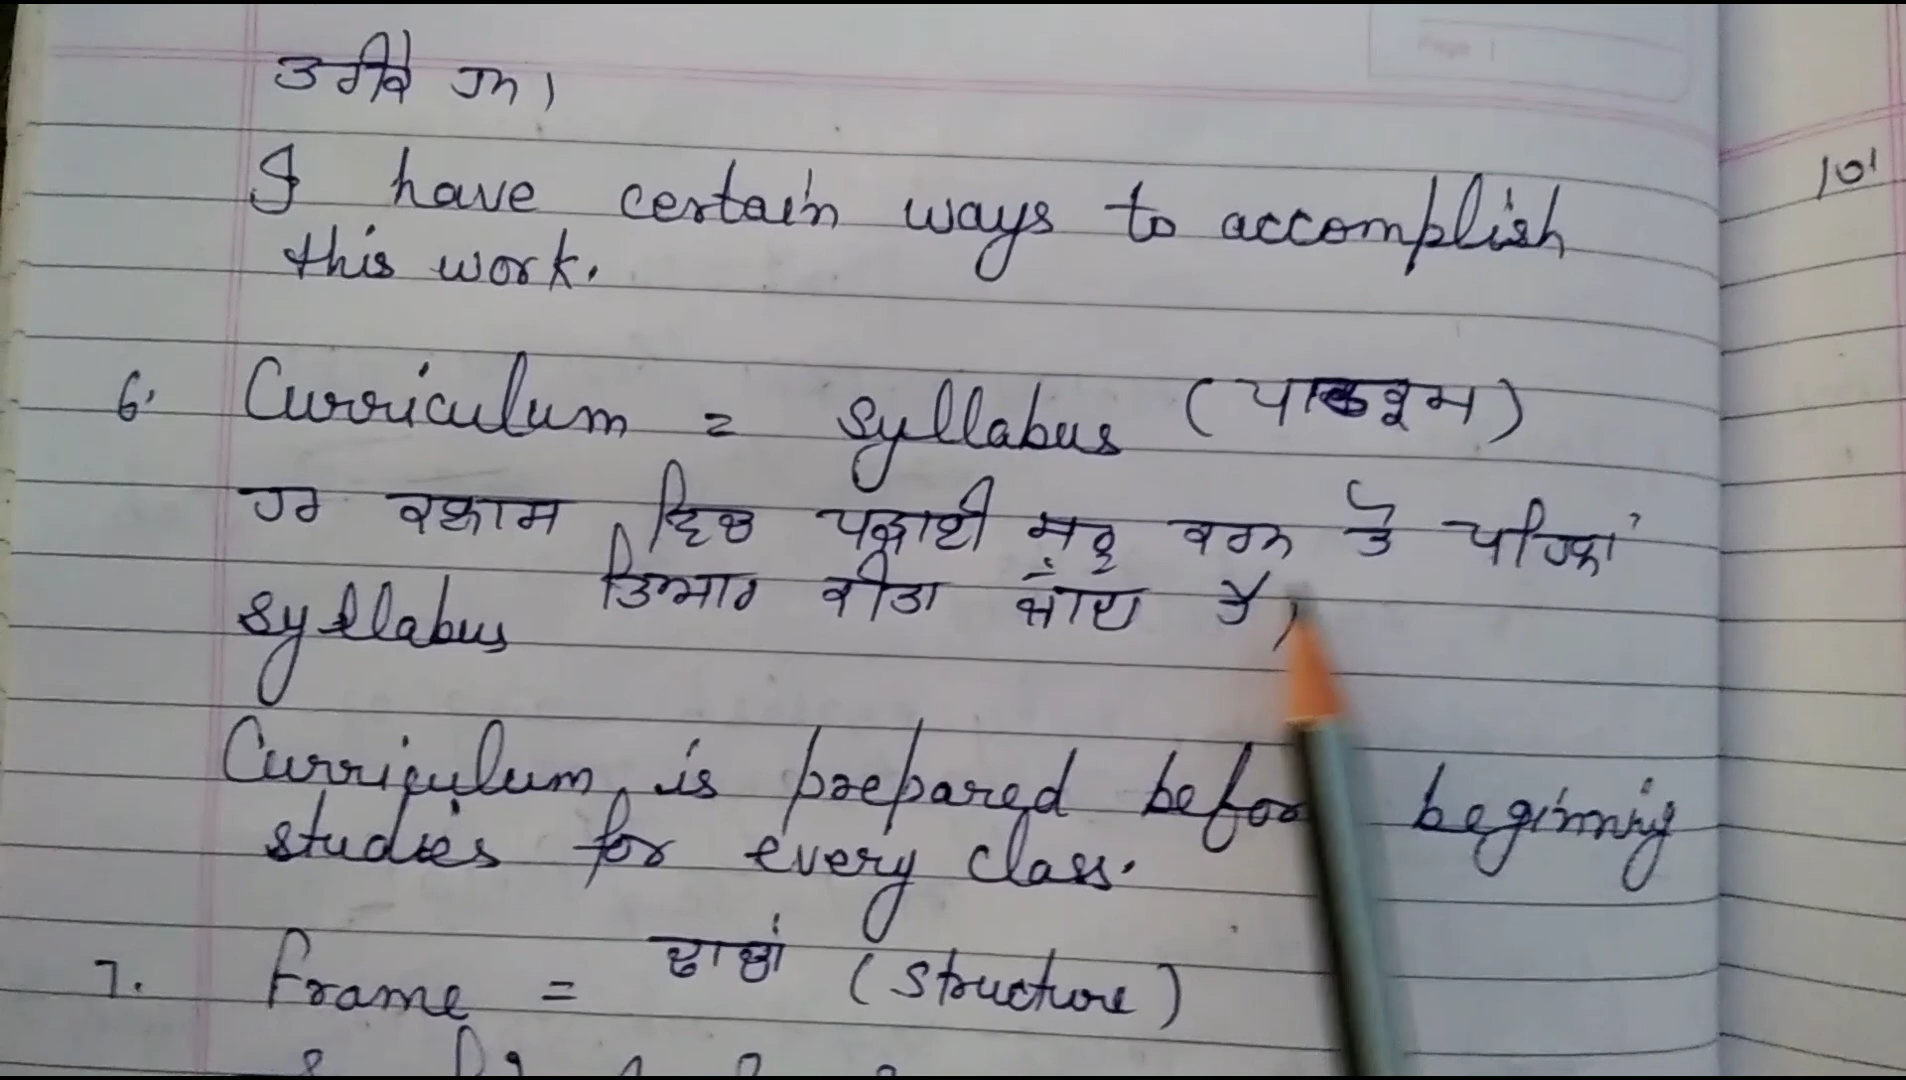 ਤਰੀਕੇ ਹਨ।
I have certain ways to accomplish
this work.
6. Curriculum = syllabus (ਪਾਠਕ੍ਰਮ)
ਹਰ ਕਲਾਸ ਵਿਚ ਪੜ੍ਹਾਈ ਸ਼ੁਰੂ ਕਰਨ ਤੋਂ ਪਹਿਲਾਂ
syllabus ਤਿਆਰ ਕੀਤਾ ਜਾਂਦਾ ਹੈ।
Curriculum is prepared before beginning
studies for every class.
7. Frame = ਢਾਚਾਂ (structure)